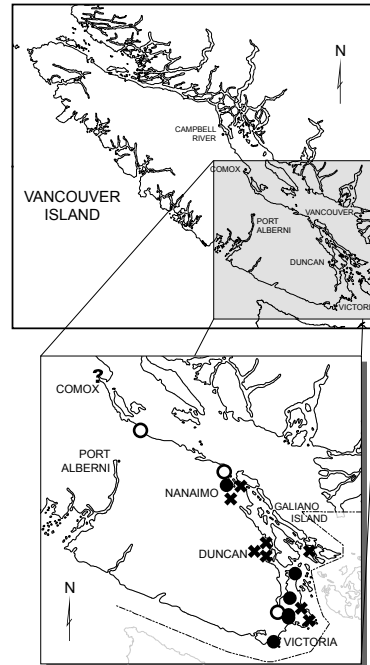 N
CAMPBELL
RIVER
COMOX
VANCOUVER
ISLAND
VANCOUVER
PORT
ALBERNI
DUNCAN
VICTORIA
?
COMOX
PORT
ALBERNI
NANAIMO
GALIANO
ISLAND
DUNCAN
N
VICTORIA